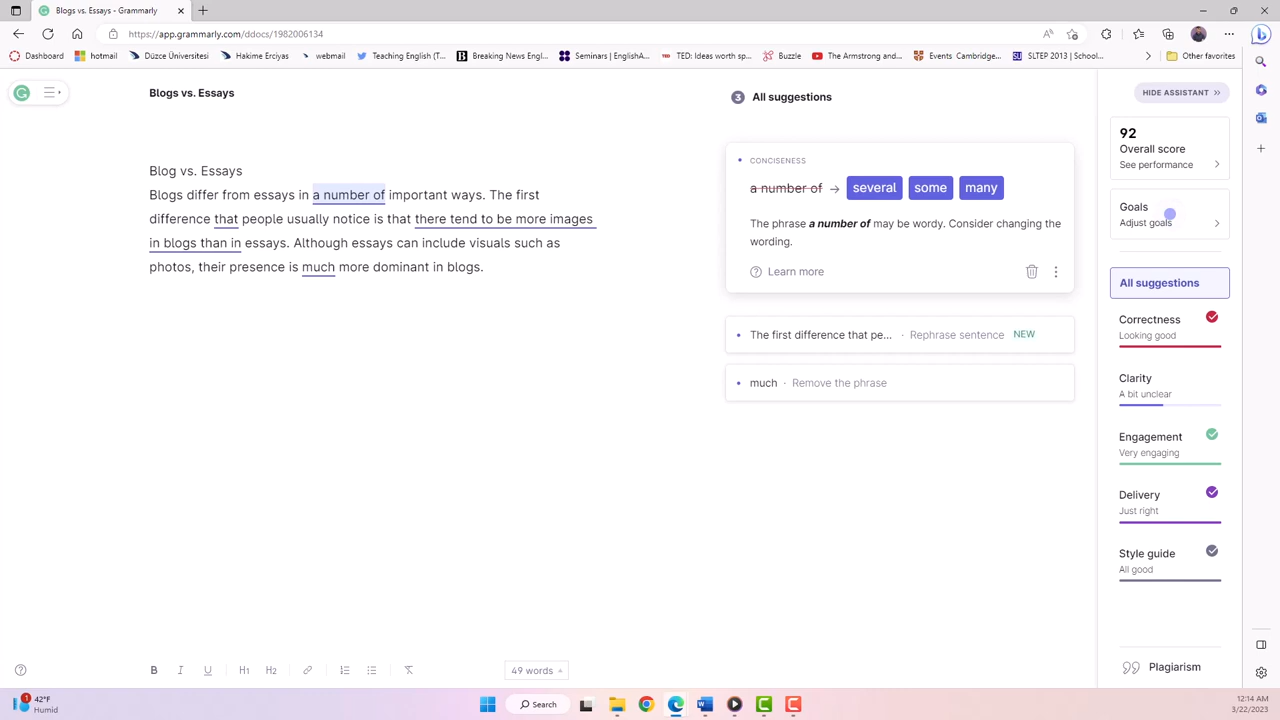 Blogs vs. Essays - Grammarly
https://app.grammarly.com/ddocs/1982006134
Dashboard hotmail Düzce Üniversitesi Hakime Erciyas webmail Teaching English (T... Breaking News Engl... Seminars | EnglishA... TED: Ideas worth sp... Buzzle The Armstrong and... Events Cambridge... SLTEP 2013 | School... Other favorites
Blogs vs. Essays
3 All suggestions
HIDE ASSISTANT
92
Overall score
See performance
Goals
Adjust goals
All suggestions
Correctness
Looking good
Clarity
A bit unclear
Engagement
Very engaging
Delivery
Just right
Style guide
All good
Plagiarism
Blog vs. Essays
Blogs differ from essays in a number of important ways. The first
difference that people usually notice is that there tend to be more images
in blogs than in essays. Although essays can include visuals such as
photos, their presence is much more dominant in blogs.
CONCISENESS
a number of → several some many
The phrase a number of may be wordy. Consider changing the
wording.
Learn more
The first difference that pe... · Rephrase sentence NEW
much · Remove the phrase
B I U H1 H2
49 words
1 42°F
Humid
Search
12:14 AM
3/22/2023